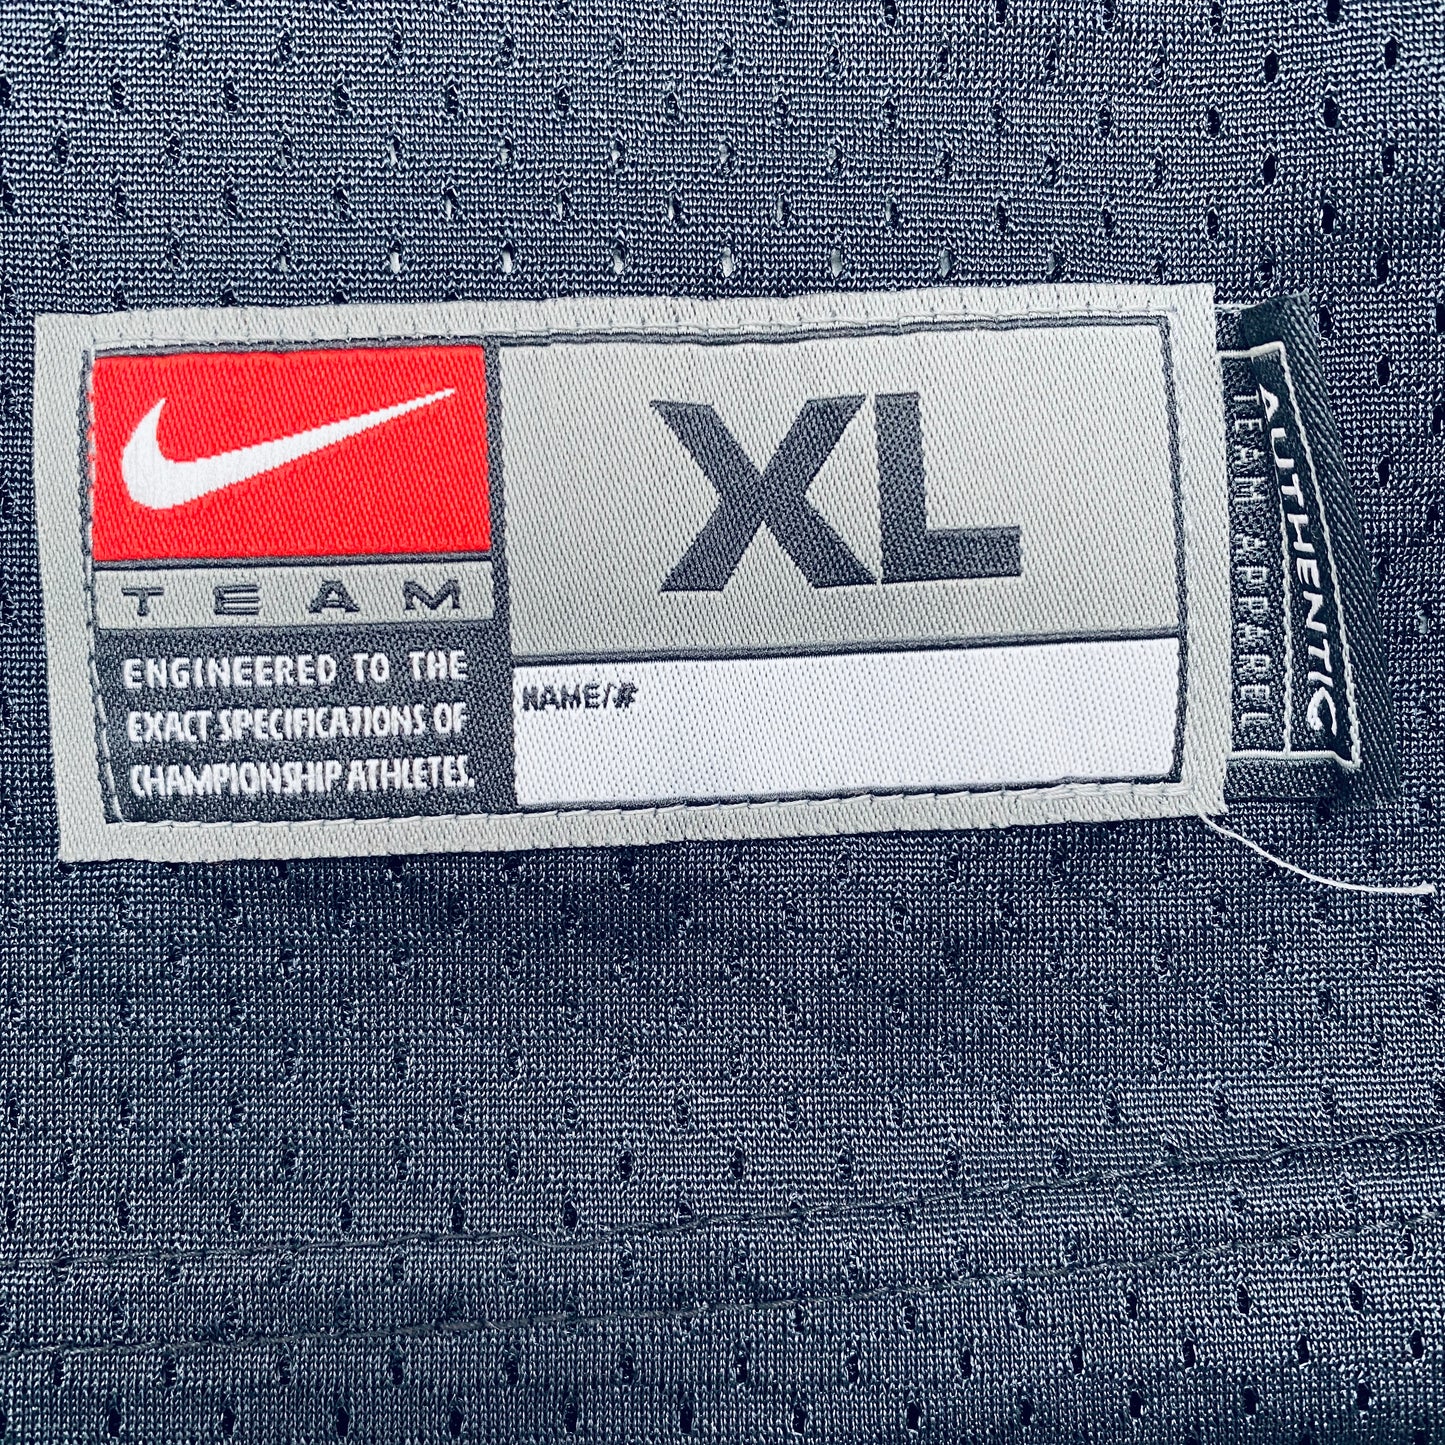 TEAM
ENGINEERED TO THE
EXACT SPECIFICATIONS OF
CHAMPIONSHIP ATHLETES.
XL
NAME/#
AUTHENTIC
TEAM APPAREL